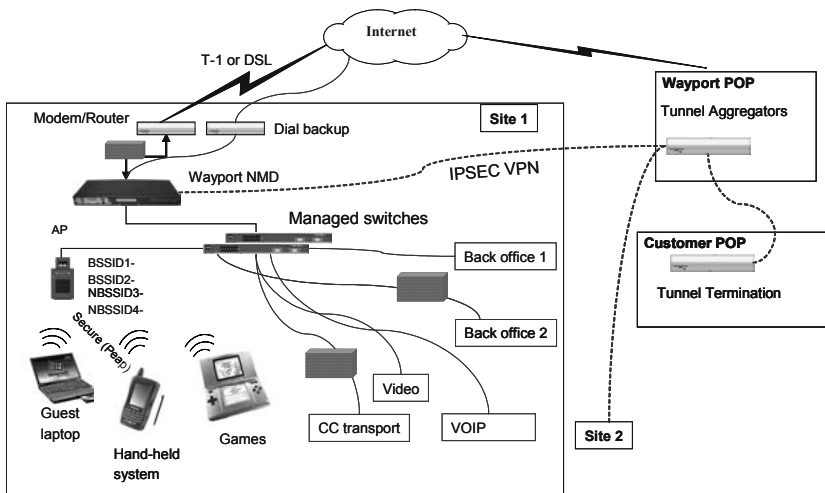 Internet
T-1 or DSL
Wayport POP
Tunnel Aggregators
Modem/Router
Dial backup
Site 1
Wayport NMD
IPSEC VPN
Managed switches
AP
BSSID1-
BSSID2-
NBSSID3-
NBSSID4-
Back office 1
Customer POP
Tunnel Termination
Secure (Peap)
Back office 2
Video
Guest
laptop
Hand-held
system
Games
CC transport
VOIP
Site 2